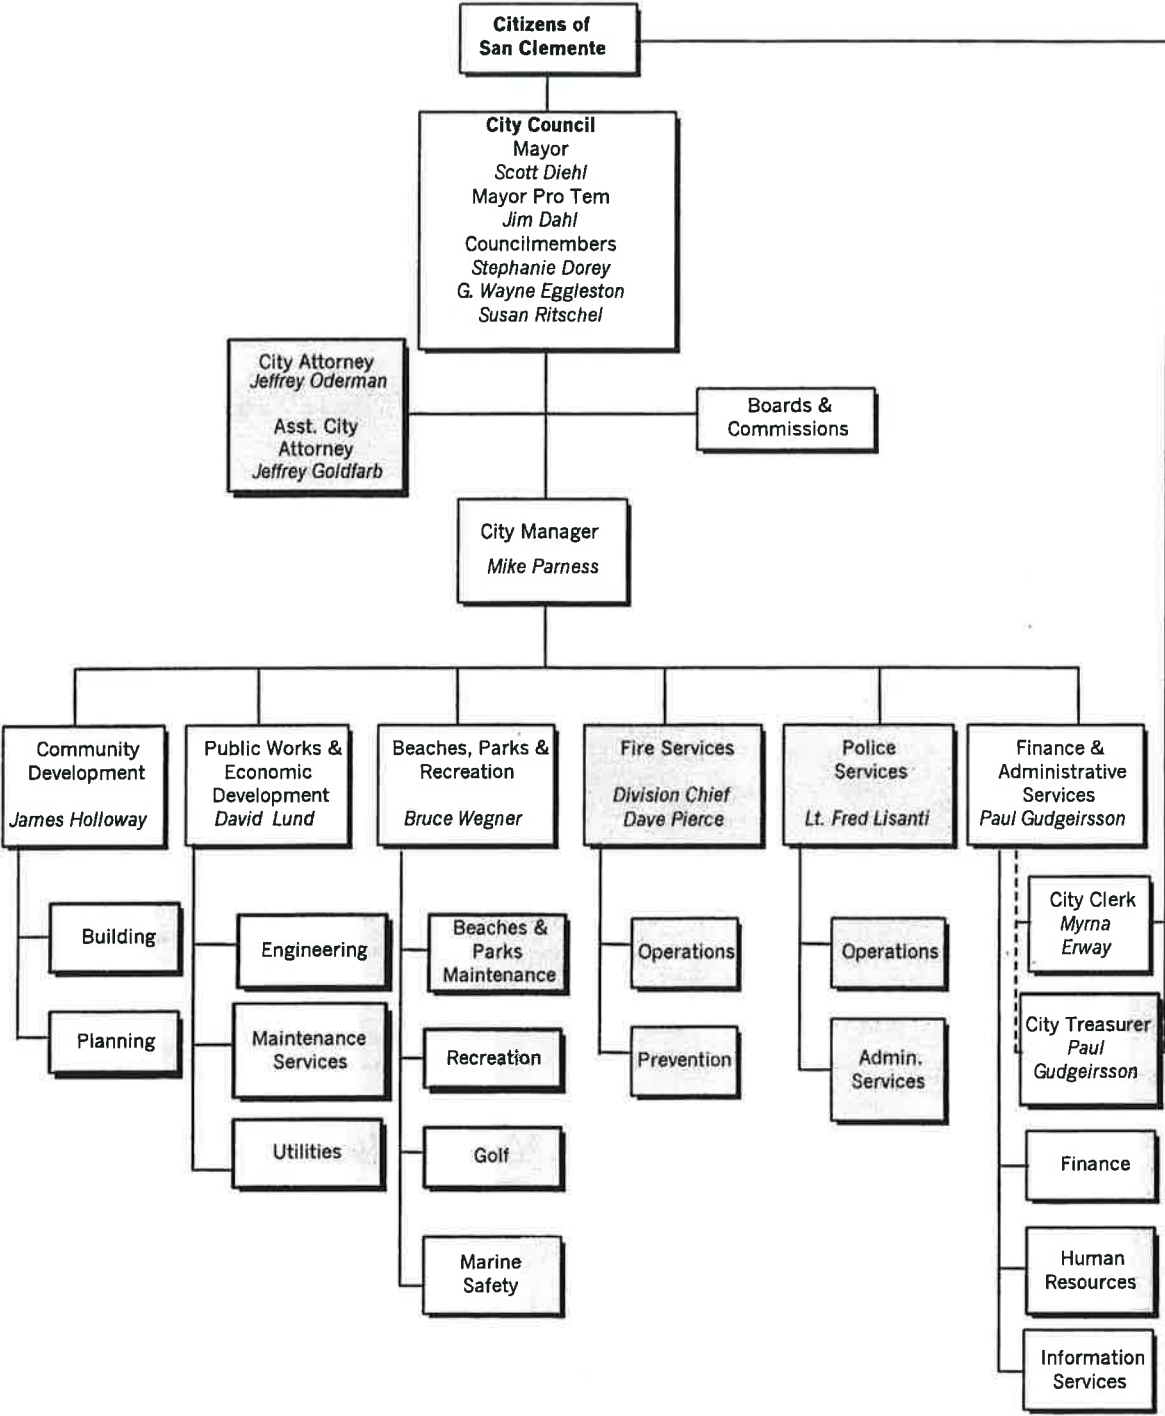 Citizens of
San Clemente
City Council
Mayor
Scott Diehl
Mayor Pro Tem
Jim Dahl
Councilmembers
Stephanie Dorey
G. Wayne Eggleston
Susan Ritschel
City Attorney
Jeffrey Oderman
Asst. City
Attorney
Jeffrey Goldfarb
Boards &
Commissions
City Manager
Mike Parness
Community
Development
James Holloway
Building
Planning
Public Works &
Economic
Development
David Lund
Engineering
Maintenance
Services
Utilities
Beaches, Parks &
Recreation
Bruce Wegner
Beaches &
Parks
Maintenance
Recreation
Golf
Marine
Safety
Fire Services
Division Chief
Dave Pierce
Operations
Prevention
Police
Services
Lt. Fred Lisanti
Operations
Admin.
Services
Finance &
Administrative
Services
Paul Gudgeirsson
City Clerk
Myrna
Erway
City Treasurer
Paul
Gudgeirsson
Finance
Human
Resources
Information
Services